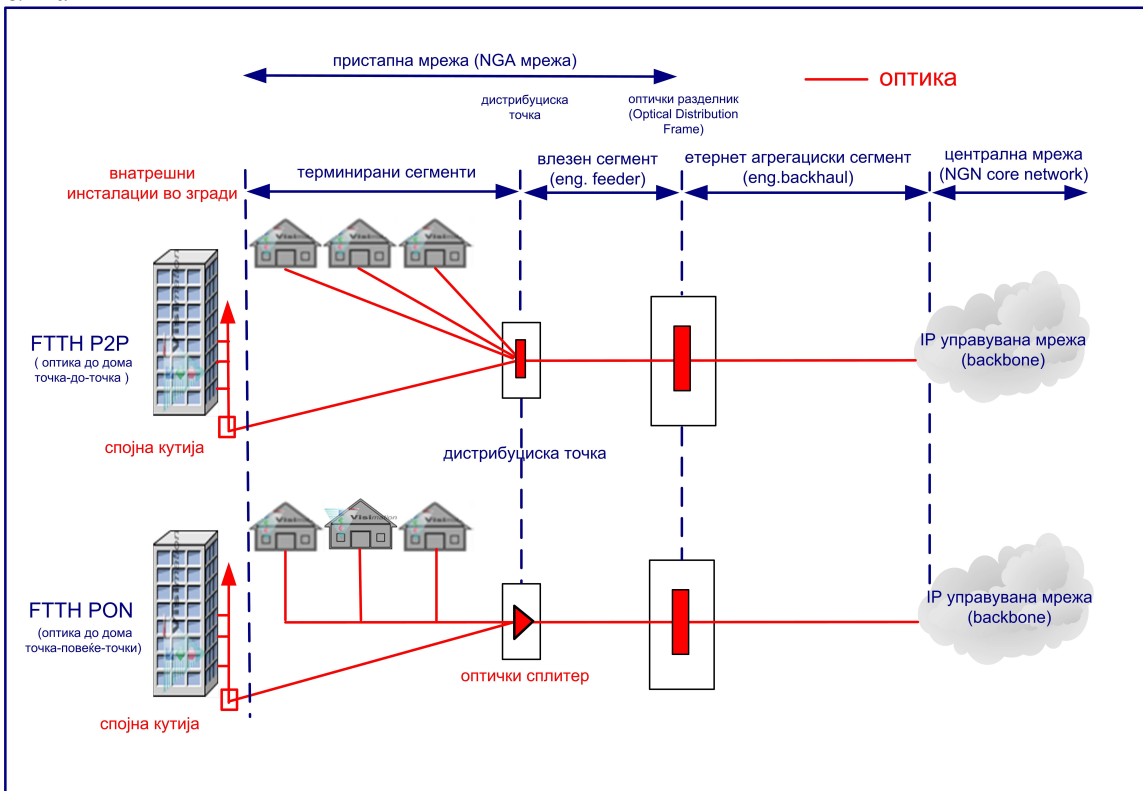 пристапна мрежа (NGA мрежа)
оптика
дистрибуциска
точка
оптички разделник
(Optical Distribution
Frame)
внатрешни
инсталации во згради
терминирани сегменти
влезен сегмент
(eng. feeder)
етернет агрегациски сегмент
(eng.backhaul)
централна мрежа
(NGN core network)
FTTH P2P
( оптика до дома
точка-до-точка )
IP управувана мрежа
(backbone)
спојна кутија
дистрибуциска точка
FTTH PON
(оптика до дома
точка-повеќе-точки)
IP управувана мрежа
(backbone)
оптички сплитер
спојна кутија